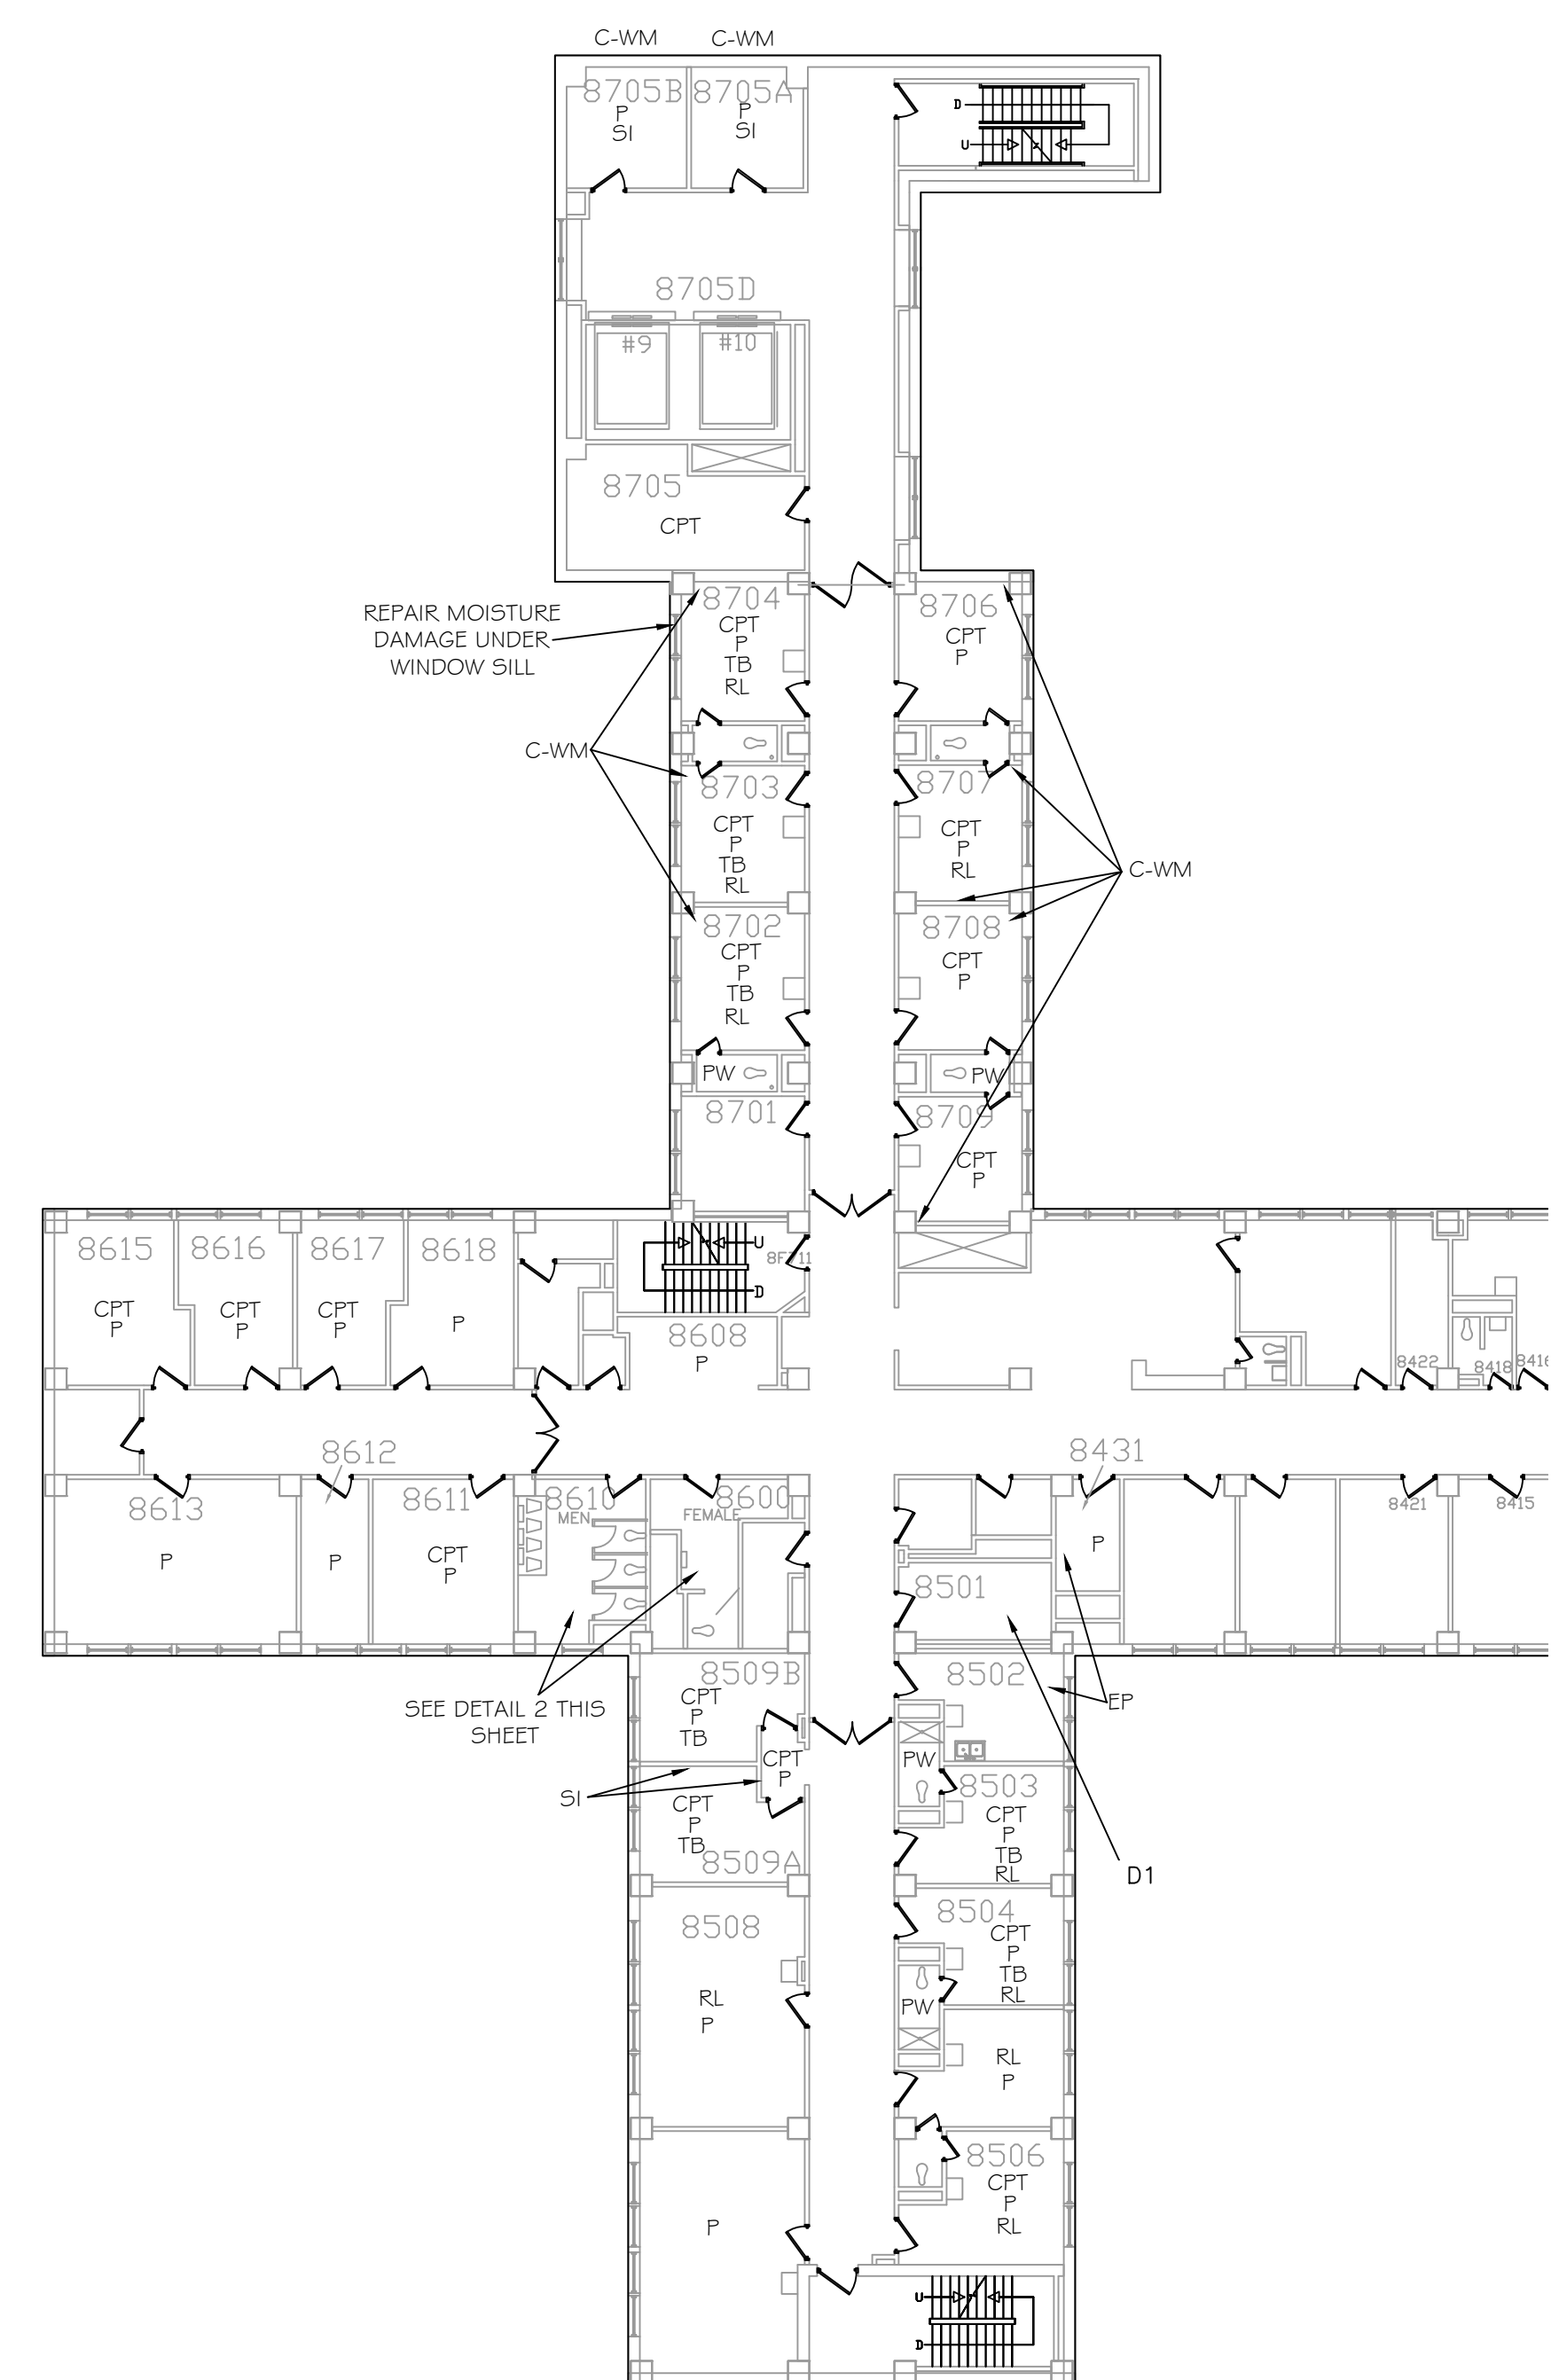 C-WM
C-WM
8705B
8705A
P
SI
P
SI
D
U
8705D
#9
#10
8705
CPT
REPAIR MOISTURE
DAMAGE UNDER
WINDOW SILL
8704
CPT
P
TB
RL
8706
CPT
P
C-WM
8703
CPT
P
TB
RL
8707
CPT
P
RL
C-WM
8702
CPT
P
TB
RL
8708
CPT
P
PW
PW
8701
8709
CPT
P
8615
CPT
P
8616
CPT
P
8617
CPT
P
8618
P
U
D
8F711
8608
P
8422
8418
8416
8612
8431
8613
P
P
8611
CPT
P
8610
MEN
8600
FEMALE
8501
P
8421
8415
SEE DETAIL 2 THIS
SHEET
8509B
CPT
P
TB
8502
EP
CPT
P
PW
SI
CPT
P
TB
8509A
8503
CPT
P
TB
RL
D1
8508
RL
P
8504
CPT
P
TB
RL
PW
RL
P
8506
CPT
P
RL
P
U
D